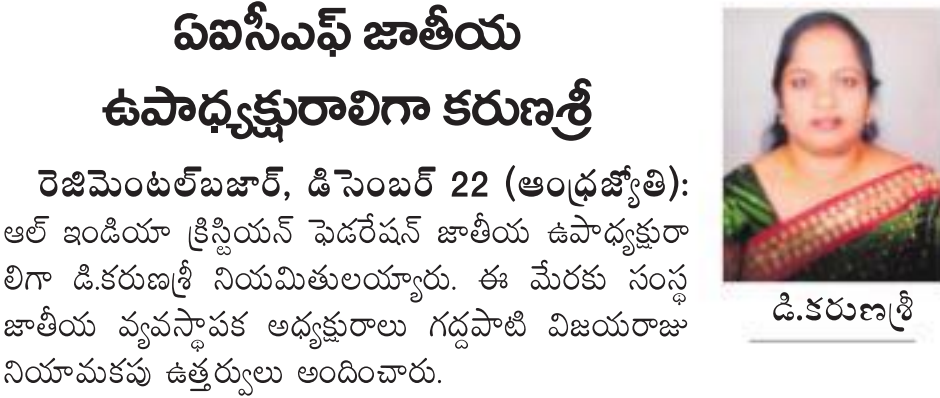 ఏఐసీఎఫ్ జాతీయ
ఉపాధ్యక్షురాలిగా కరుణశ్రీ
రెజిమెంటల్‌బజార్, డిసెంబర్ 22 (ఆంధ్రజ్యోతి):
ఆల్ ఇండియా క్రిస్టియన్ ఫెడరేషన్ జాతీయ ఉపాధ్యక్షురా
లిగా డి.కరుణశ్రీ నియమితులయ్యారు. ఈ మేరకు సంస్థ
జాతీయ వ్యవస్థాపక అధ్యక్షురాలు గద్దపాటి విజయరాజు
నియామకపు ఉత్తర్వులు అందించారు.
డి.కరుణశ్రీ